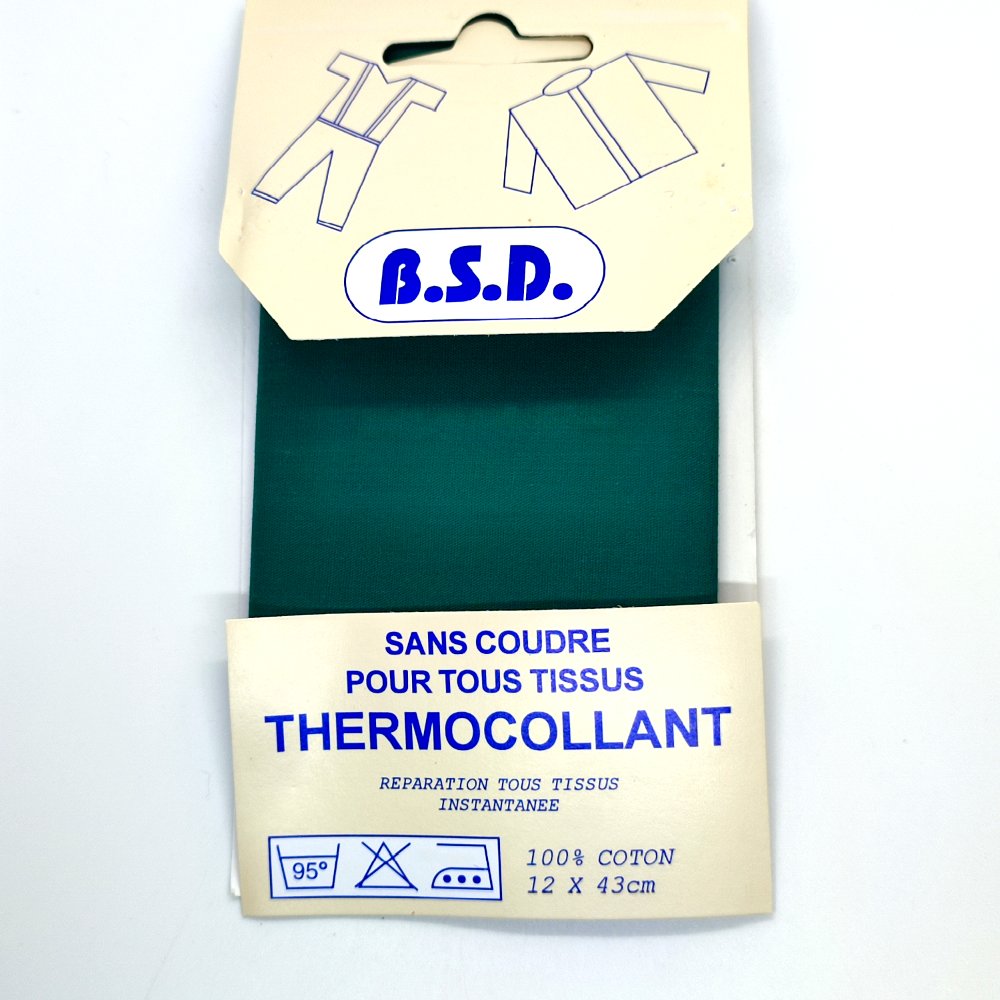 B.S.D.
SANS COUDRE
POUR TOUS TISSUS
THERMOCOLLANT
REPARATION TOUS TISSUS
INSTANTANEE
95°
100% COTON
12 X 43cm